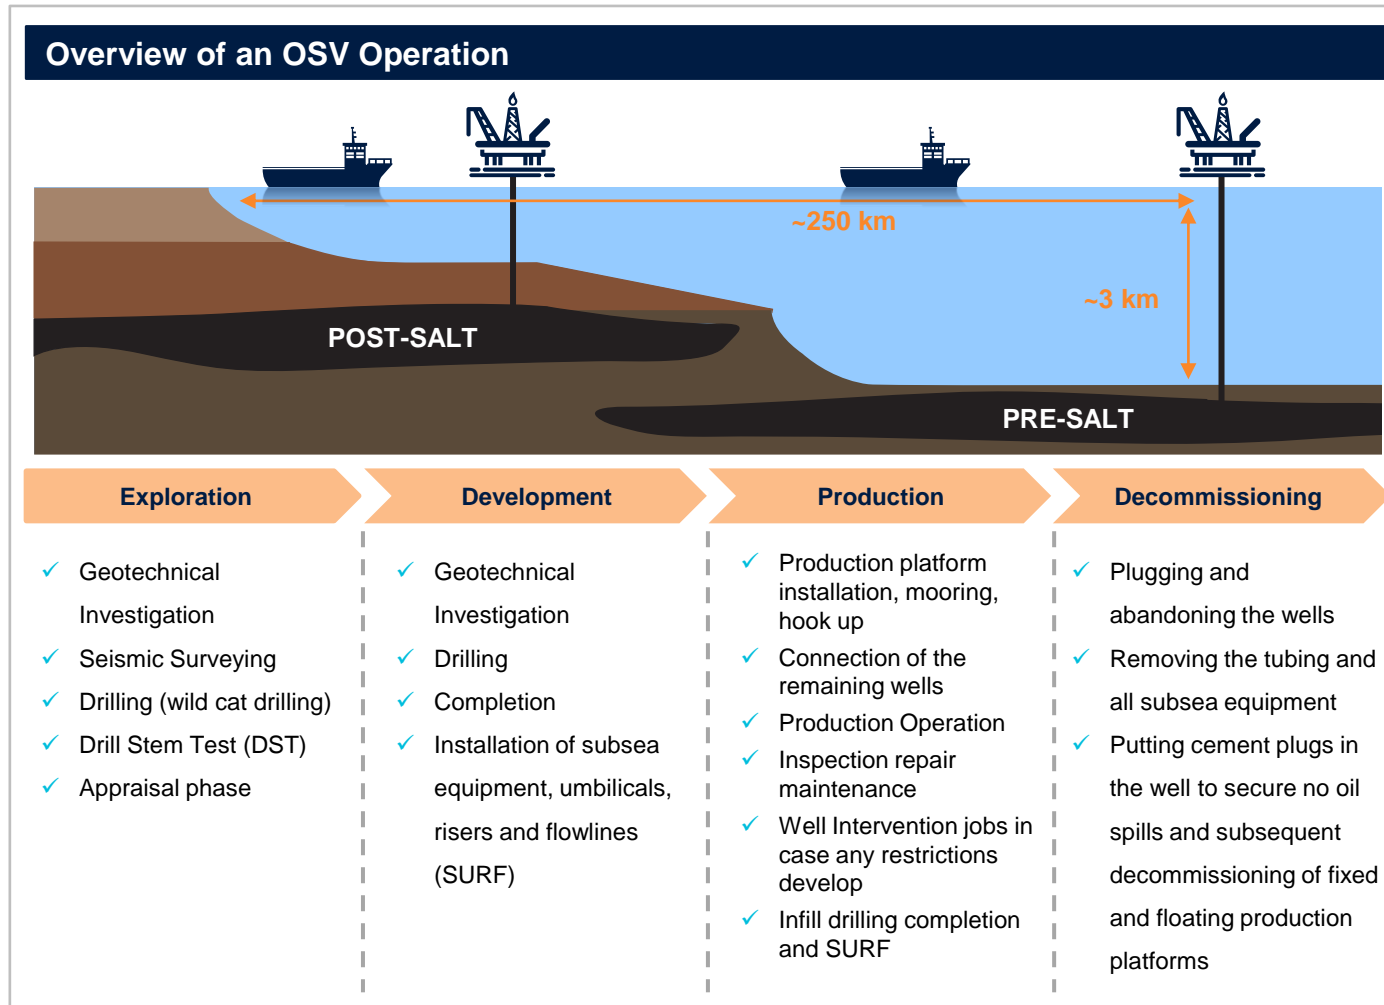 Overview of an OSV Operation
~250 km
~3 km
POST-SALT
PRE-SALT
Exploration
Development
Production
Decommissioning
Geotechnical
Investigation
Seismic Surveying
Drilling (wild cat drilling)
Drill Stem Test (DST)
Appraisal phase
Geotechnical
Investigation
Drilling
Completion
Installation of subsea
equipment, umbilicals,
risers and flowlines
(SURF)
Production platform
installation, mooring,
hook up
Connection of the
remaining wells
Production Operation
Inspection repair
maintenance
Well Intervention jobs in
case any restrictions
develop
Infill drilling completion
and SURF
Plugging and
abandoning the wells
Removing the tubing and
all subsea equipment
Putting cement plugs in
the well to secure no oil
spills and subsequent
decommissioning of fixed
and floating production
platforms